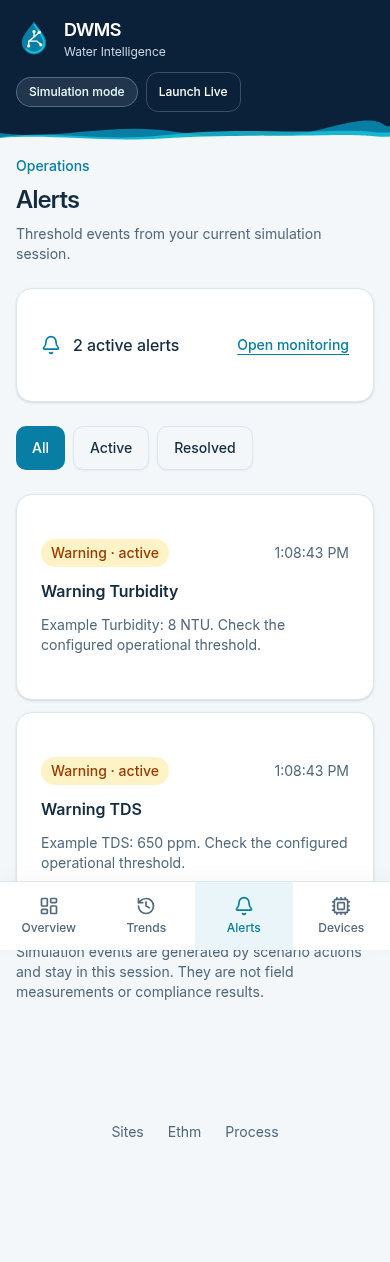 DWMS
Water Intelligence
Simulation mode
Launch Live
Operations
Alerts
Threshold events from your current simulation
session.
2 active alerts
Open monitoring
All
Active
Resolved
Warning · active
1:08:43 PM
Warning Turbidity
Example Turbidity: 8 NTU. Check the
configured operational threshold.
Warning · active
1:08:43 PM
Warning TDS
Example TDS: 650 ppm. Check the configured
operational threshold.
Overview
Trends
Alerts
Devices
Simulation events are generated by scenario actions
and stay in this session. They are not field
measurements or compliance results.
Sites
Ethm
Process